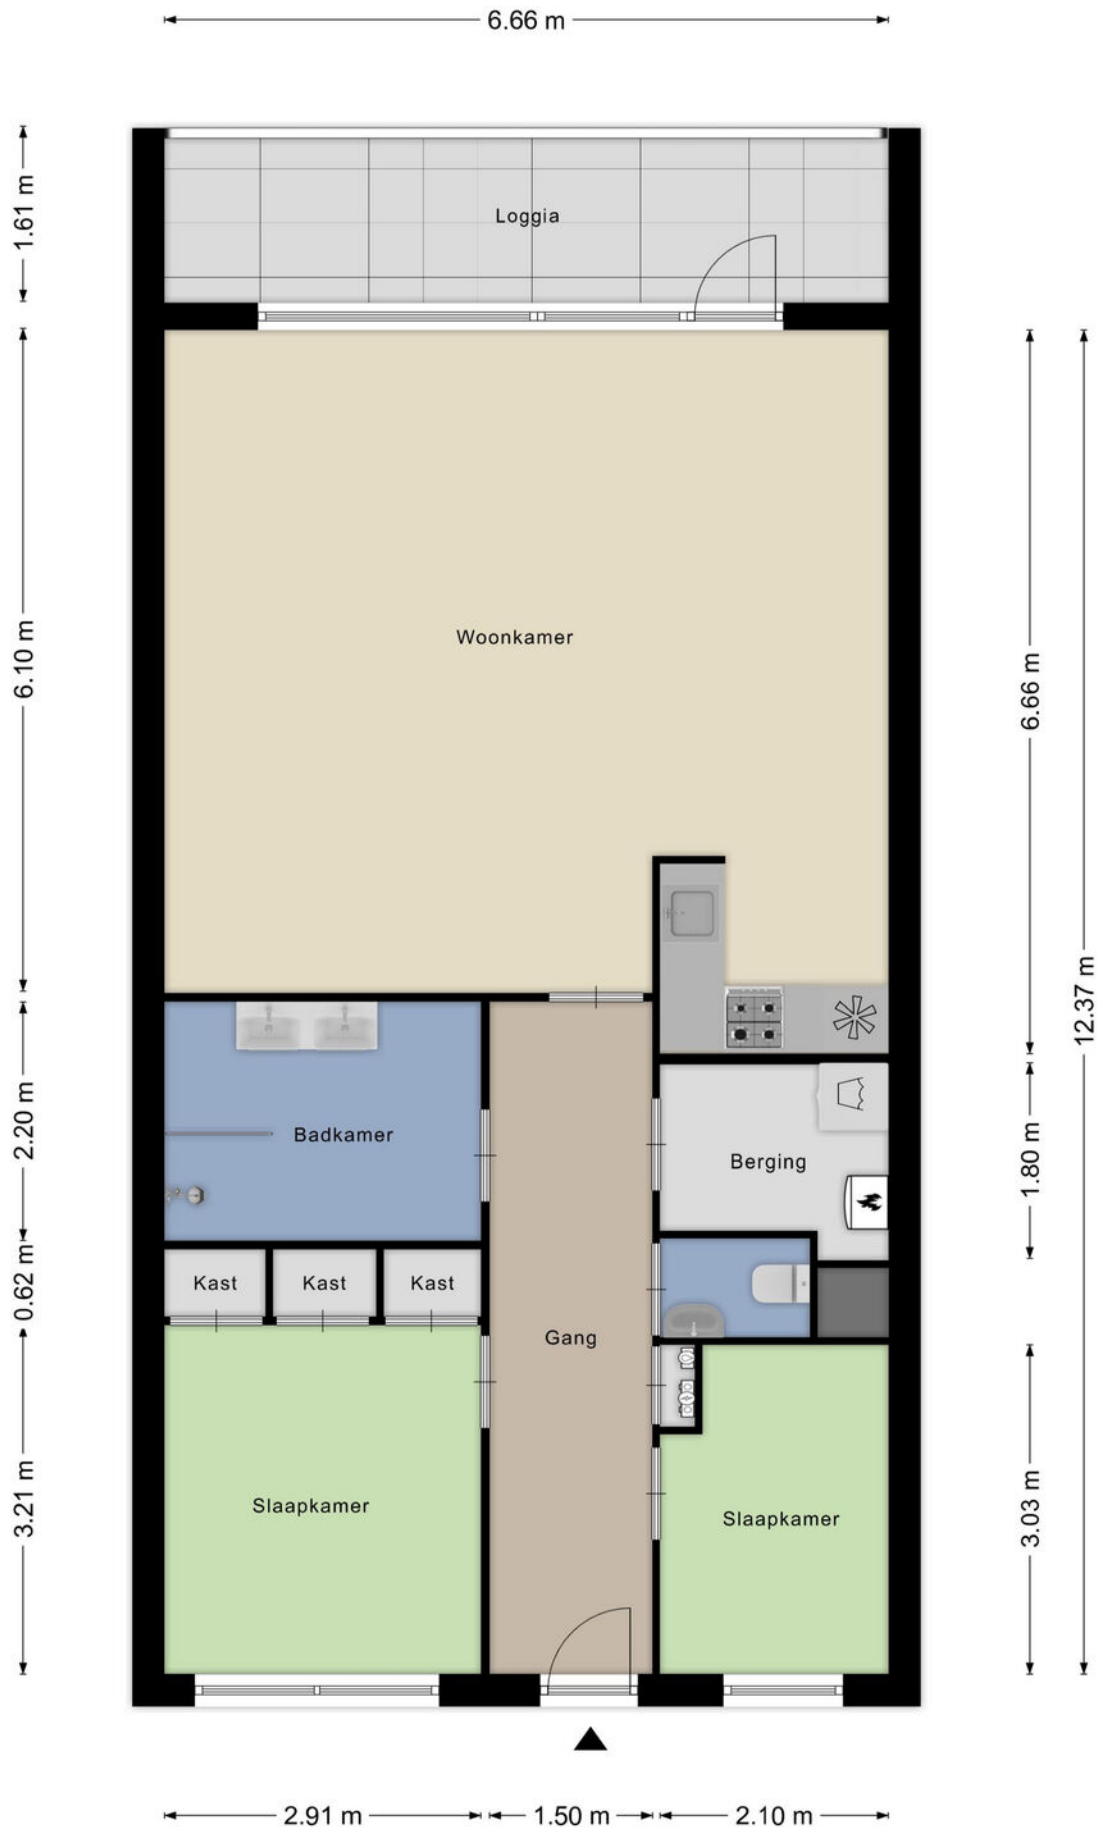 6.66 m
1.61 m
Loggia
6.10 m
Woonkamer
6.66 m
12.37 m
2.20 m
Badkamer
1.80 m
Berging
0.62 m
Kast
Kast
Kast
Gang
3.21 m
Slaapkamer
3.03 m
Slaapkamer
2.91 m
1.50 m
2.10 m